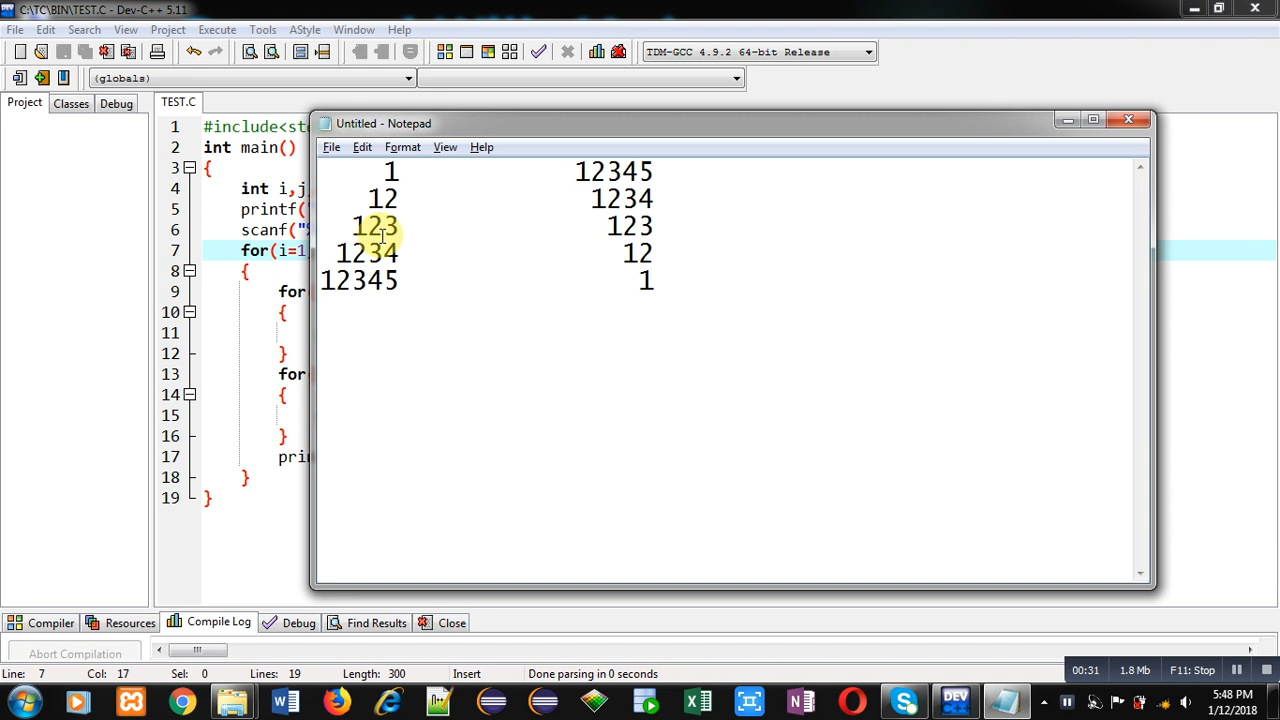 C:\TC\BIN\TEST.C - Dev-C++ 5.11
File Edit Search View Project Execute Tools AStyle Window Help
TDM-GCC 4.9.2 64-bit Release
(globals)
Project Classes Debug TEST.C
Untitled - Notepad
File Edit Format View Help
1 12345
12 1234
123 123
1234 12
12345 1
1 #include<st
2 int main()
3 {
4 int i,j
5 printf("
6 scanf("%
7 for(i=1
8 {
9 for
10 {
11
12 }
13 for
14 {
15
16 }
17 prin
18 }
19 }
Compiler Resources Compile Log Debug Find Results Close
Abort Compilation
Line: 7 Col: 17 Sel: 0 Lines: 19 Length: 300 Insert Done parsing in 0 seconds
00:31 1.8 Mb F11: Stop
DEV
5:48 PM
1/12/2018